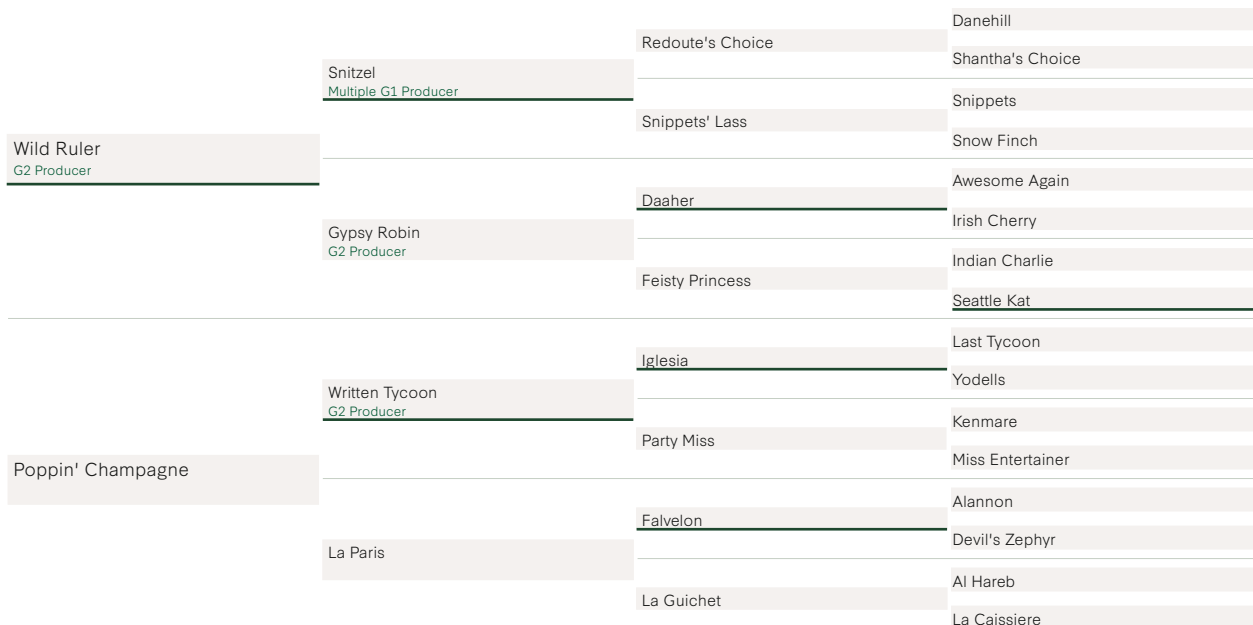 Wild Ruler
G2 Producer
Poppin' Champagne
Snitzel
Multiple G1 Producer
Gypsy Robin
G2 Producer
Written Tycoon
G2 Producer
La Paris
Redoute's Choice
Snippets' Lass
Daaher
Feisty Princess
Iglesia
Party Miss
Falvelon
La Guichet
Danehill
Shantha's Choice
Snippets
Snow Finch
Awesome Again
Irish Cherry
Indian Charlie
Seattle Kat
Last Tycoon
Yodells
Kenmare
Miss Entertainer
Alannon
Devil's Zephyr
Al Hareb
La Caissiere